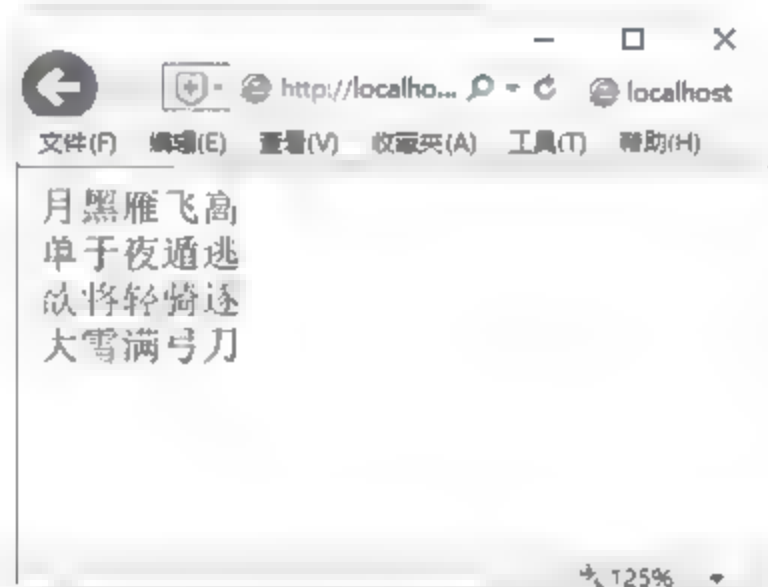 http://localho... localhost
文件(F) 编辑(E) 查看(V) 收藏夹(A) 工具(T) 帮助(H)
月黑雁飞高
单于夜遁逃
欲将轻骑逐
大雪满弓刀
125%